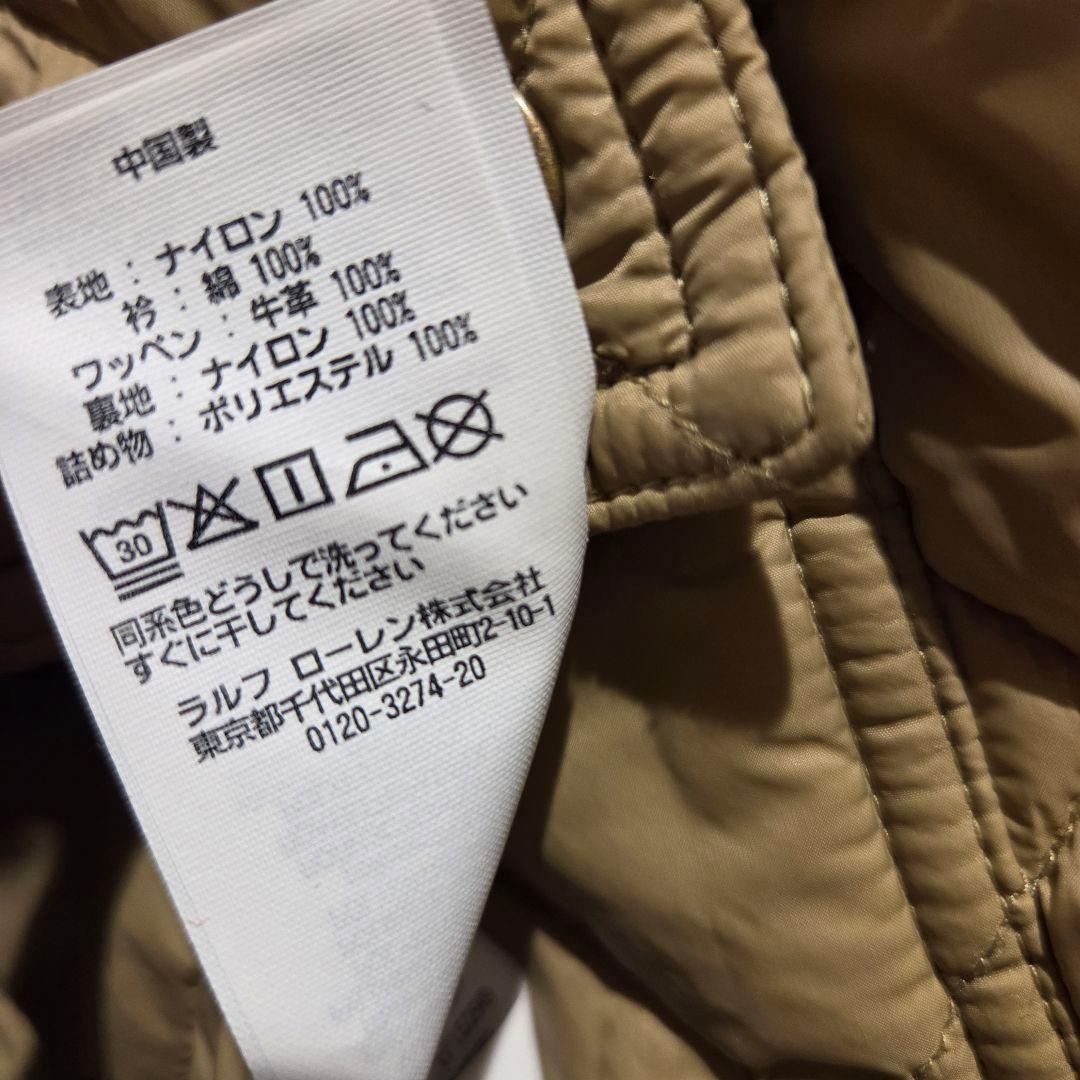 中国製
表地 : ナイロン 100%
衿 : 綿 100%
ワッペン : 牛革 100%
裏地 : ナイロン 100%
詰め物 : ポリエステル 100%
30
同系色どうしで洗ってください
すぐに干してください
ラルフ ローレン株式会社
東京都千代田区永田町2-10-1
0120-3274-20